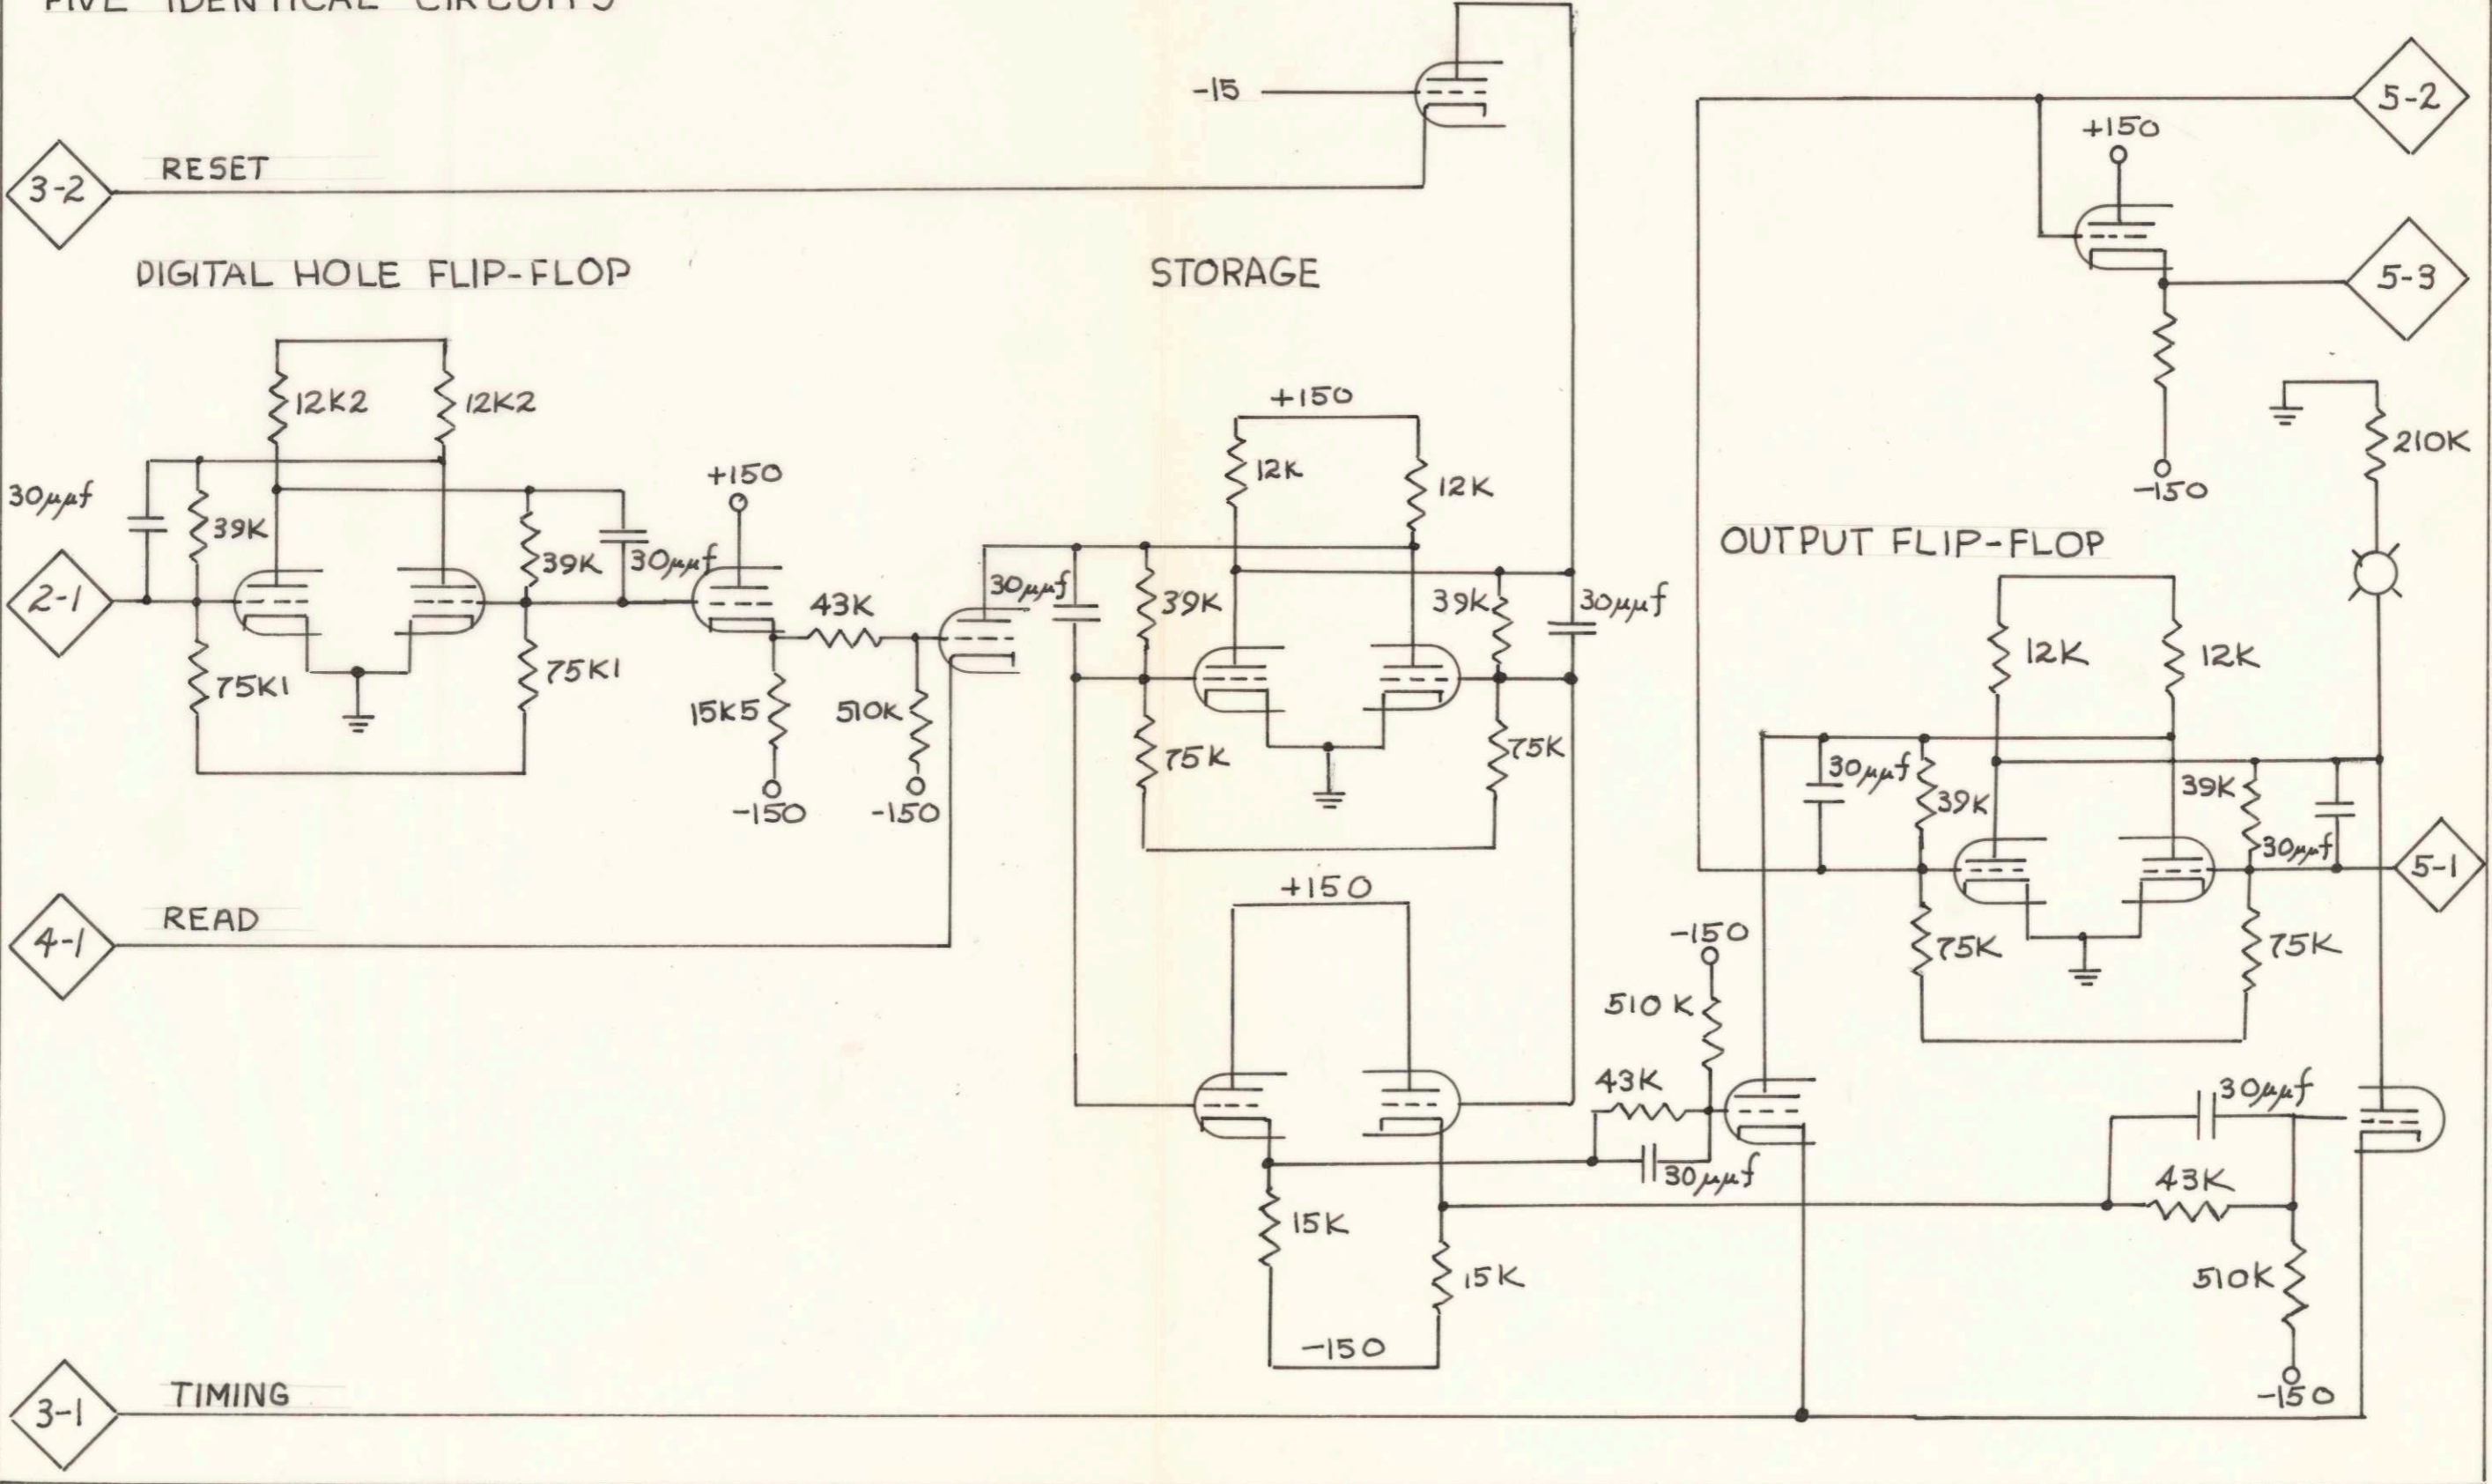 FIVE IDENTICAL CIRCUITS
-15
5-2
+150
3-2
RESET
5-3
DIGITAL HOLE FLIP-FLOP
STORAGE
12K2
12K2
+150
210K
12K
12K
-150
30μμf
39K
+150
39K
30μμf
OUTPUT FLIP-FLOP
2-1
43K
30μμf
39K
39K
30μμf
75K1
75K1
15K5
510K
12K
12K
75K
75K
-150
-150
30μμf
39K
39K
30μμf
5-1
+150
READ
4-1
-150
75K
75K
510K
43K
30μμf
30μμf
43K
15K
15K
510K
-150
-150
TIMING
3-1